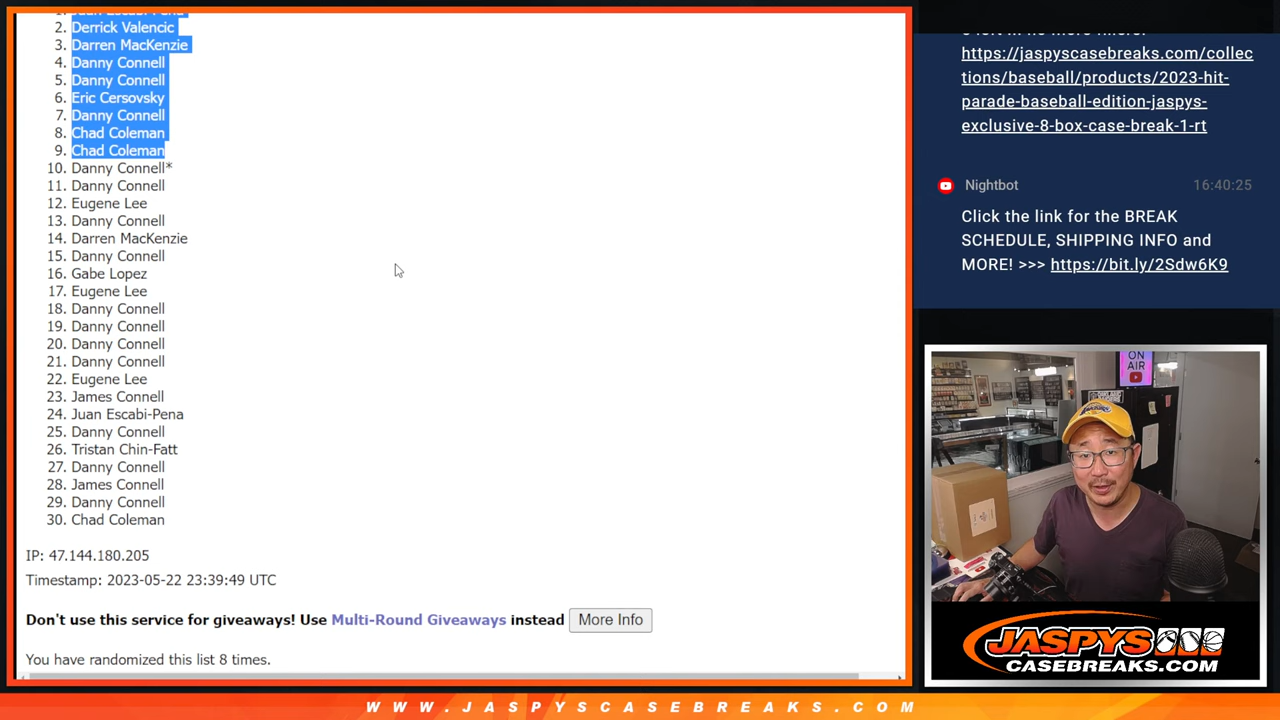 2. Derrick Valencic
3. Darren MacKenzie
4. Danny Connell
5. Danny Connell
6. Eric Cersovsky
7. Danny Connell
8. Chad Coleman
9. Chad Coleman
10. Danny Connell*
11. Danny Connell
12. Eugene Lee
13. Danny Connell
14. Darren MacKenzie
15. Danny Connell
16. Gabe Lopez
17. Eugene Lee
18. Danny Connell
19. Danny Connell
20. Danny Connell
21. Danny Connell
22. Eugene Lee
23. James Connell
24. Juan Escabi-Pena
25. Danny Connell
26. Tristan Chin-Fatt
27. Danny Connell
28. James Connell
29. Danny Connell
30. Chad Coleman
IP: 47.144.180.205
Timestamp: 2023-05-22 23:39:49 UTC
Don't use this service for giveaways! Use Multi-Round Giveaways instead More Info
You have randomized this list 8 times.
https://jaspyscasebreaks.com/collec
tions/baseball/products/2023-hit-
parade-baseball-edition-jaspys-
exclusive-8-box-case-break-1-rt
Nightbot 16:40:25
Click the link for the BREAK
SCHEDULE, SHIPPING INFO and
MORE! >>> https://bit.ly/2Sdw6K9
ON
AIR
JASPYS
CASEBREAKS.COM
WWW.JASPYSCASEBREAKS.COM